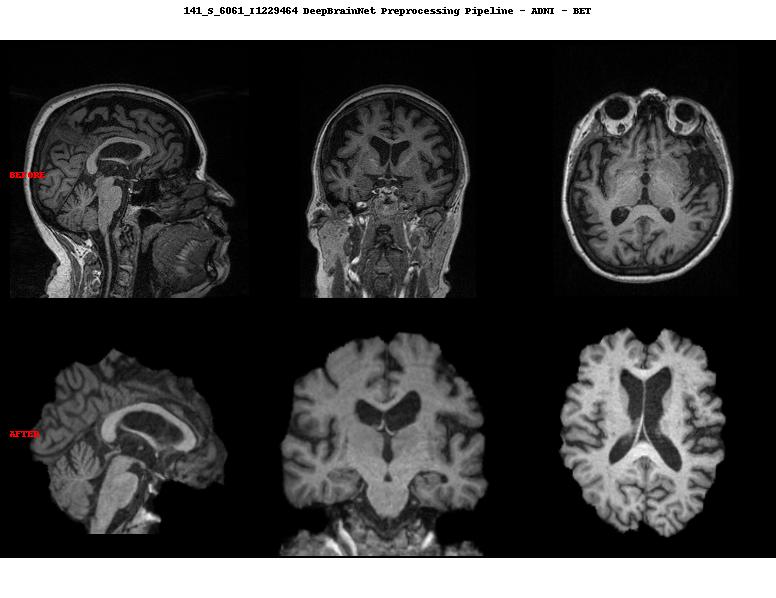 141_S_6061_I1229464 DeepBrainNet Preprocessing Pipeline - ADNI - BET
BEFORE
AFTER